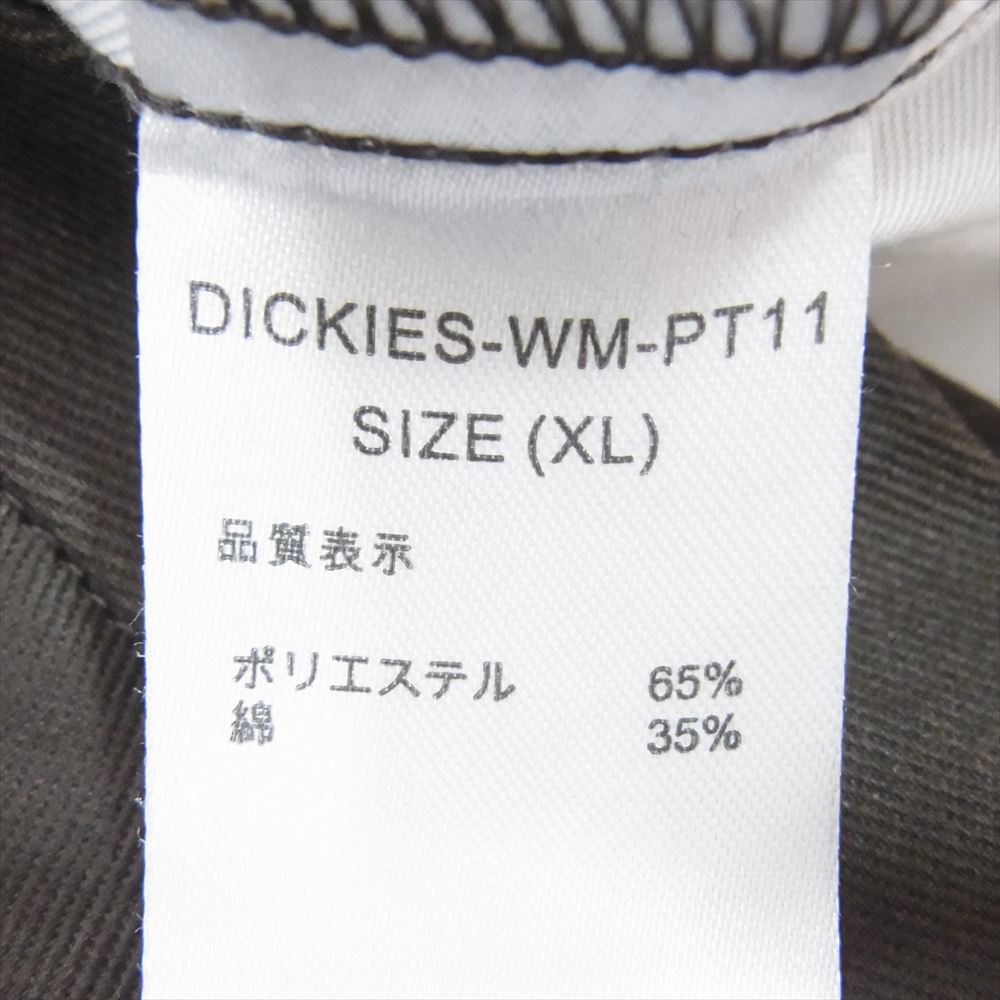 DICKIES-WM-PT11
SIZE (XL)
品質表示
ポリエステル 65%
綿 35%